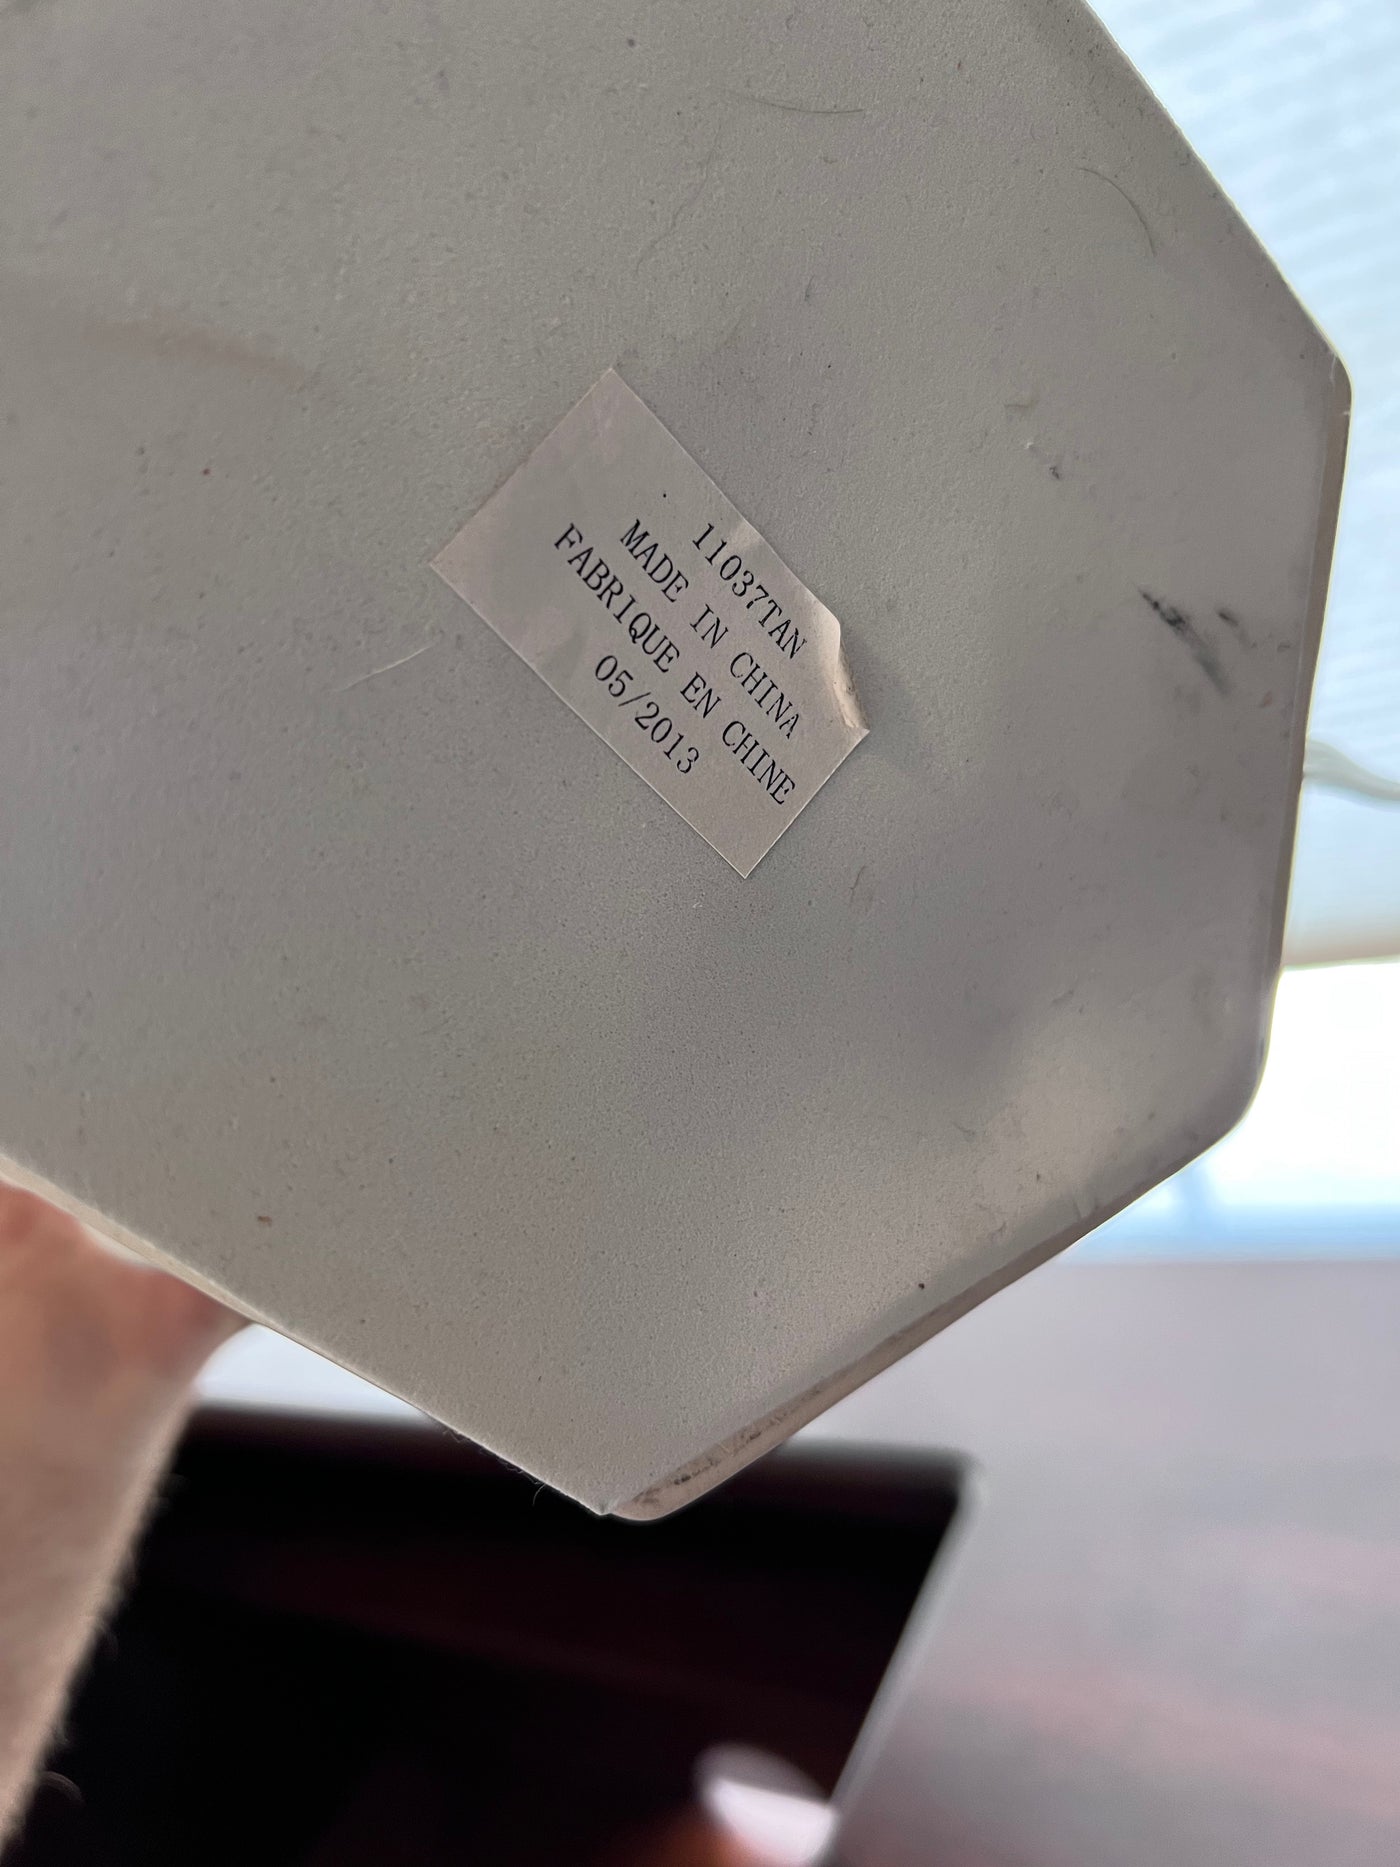 11037TAN
MADE IN CHINA
FABRIQUE EN CHINE
05/2013